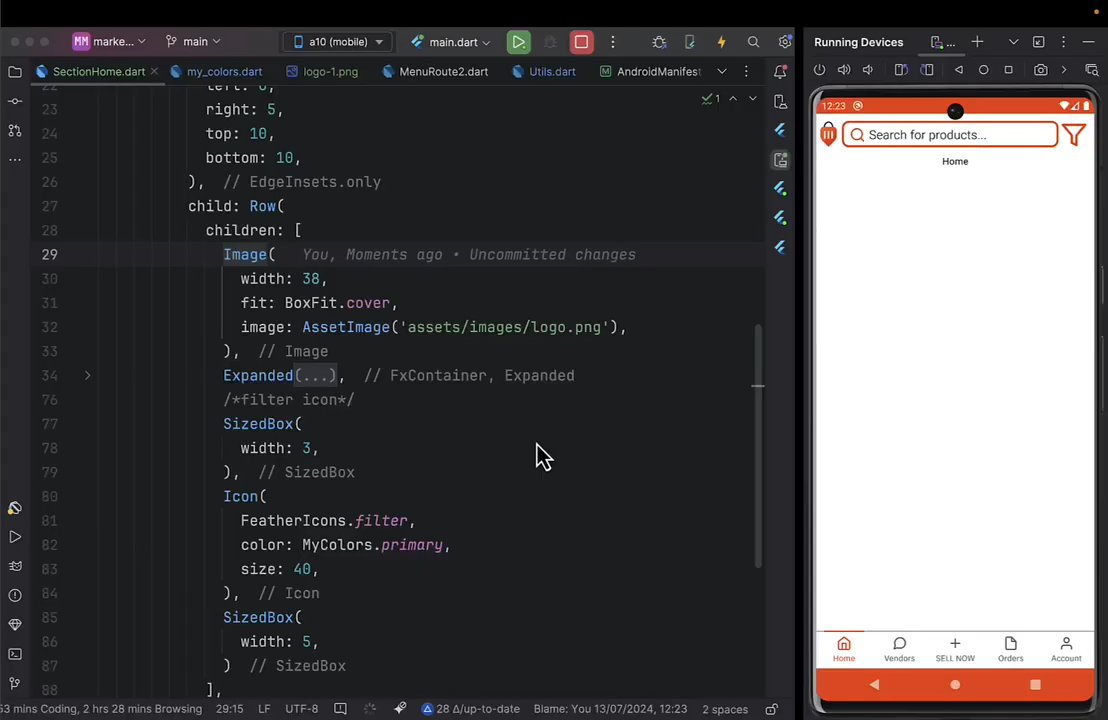 MM marke...
main
a10 (mobile)
main.dart
Running Devices
...
SectionHome.dart
my_colors.dart
logo-1.png
MenuRoute2.dart
Utils.dart
AndroidManifest
1
23 right: 5,
24 top: 10,
25 bottom: 10,
26 ), // EdgeInsets.only
27 child: Row(
28 children: [
29 Image( You, Moments ago • Uncommitted changes
30 width: 38,
31 fit: BoxFit.cover,
32 image: AssetImage('assets/images/logo.png'),
33 ), // Image
34 Expanded(...), // FxContainer, Expanded
76 /*filter icon*/
77 SizedBox(
78 width: 3,
79 ), // SizedBox
80 Icon(
81 FeatherIcons.filter,
82 color: MyColors.primary,
83 size: 40,
84 ), // Icon
85 SizedBox(
86 width: 5,
87 ) // SizedBox
88 ],
12:23
Search for products...
Home
Home
Vendors
SELL NOW
Orders
Account
53 mins Coding, 2 hrs 28 mins Browsing
29:15
LF
UTF-8
28 Δ/up-to-date
Blame: You 13/07/2024, 12:23
2 spaces